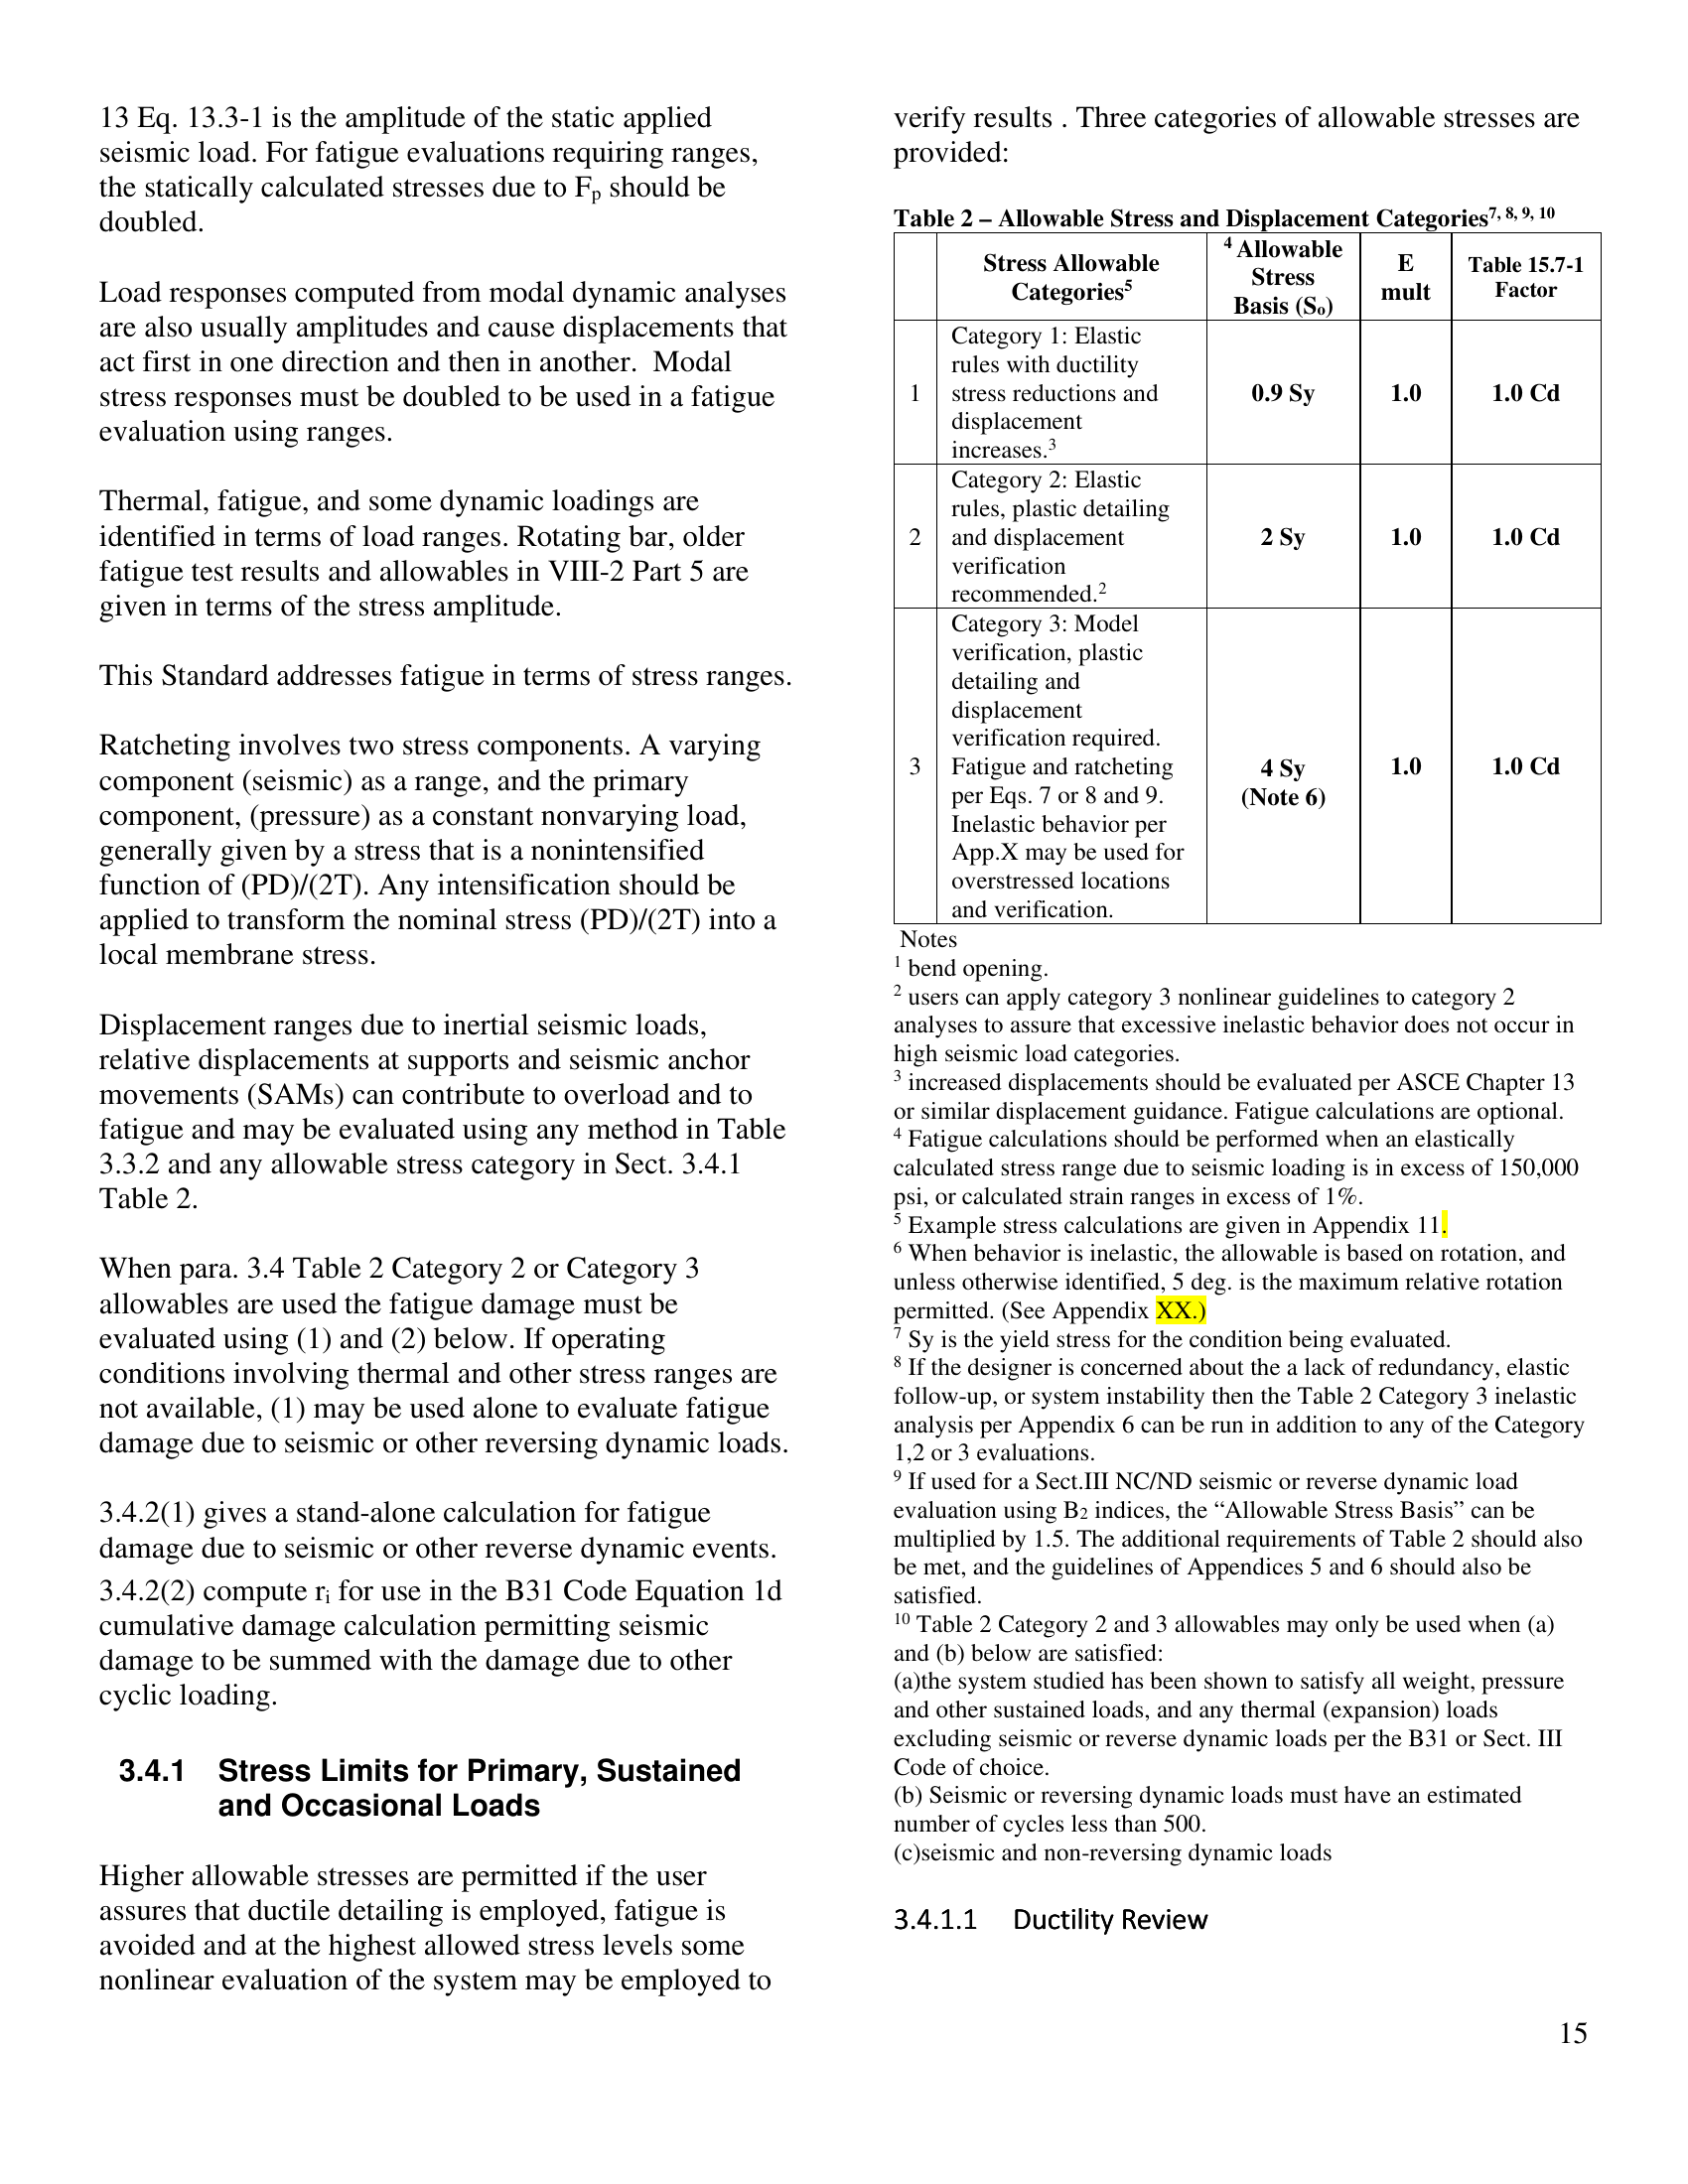 13 Eq. 13.3-1 is the amplitude of the static applied
seismic load. For fatigue evaluations requiring ranges,
the statically calculated stresses due to Fp should be
doubled.
Load responses computed from modal dynamic analyses
are also usually amplitudes and cause displacements that
act first in one direction and then in another.  Modal
stress responses must be doubled to be used in a fatigue
evaluation using ranges.
Thermal, fatigue, and some dynamic loadings are
identified in terms of load ranges. Rotating bar, older
fatigue test results and allowables in VIII-2 Part 5 are
given in terms of the stress amplitude.
This Standard addresses fatigue in terms of stress ranges.
Ratcheting involves two stress components. A varying
component (seismic) as a range, and the primary
component, (pressure) as a constant nonvarying load,
generally given by a stress that is a nonintensified
function of (PD)/(2T). Any intensification should be
applied to transform the nominal stress (PD)/(2T) into a
local membrane stress.
Displacement ranges due to inertial seismic loads,
relative displacements at supports and seismic anchor
movements (SAMs) can contribute to overload and to
fatigue and may be evaluated using any method in Table
3.3.2 and any allowable stress category in Sect. 3.4.1
Table 2.
When para. 3.4 Table 2 Category 2 or Category 3
allowables are used the fatigue damage must be
evaluated using (1) and (2) below. If operating
conditions involving thermal and other stress ranges are
not available, (1) may be used alone to evaluate fatigue
damage due to seismic or other reversing dynamic loads.
3.4.2(1) gives a stand-alone calculation for fatigue
damage due to seismic or other reverse dynamic events.
3.4.2(2) compute ri for use in the B31 Code Equation 1d
cumulative damage calculation permitting seismic
damage to be summed with the damage due to other
cyclic loading.
3.4.1 Stress Limits for Primary, Sustained
and Occasional Loads
Higher allowable stresses are permitted if the user
assures that ductile detailing is employed, fatigue is
avoided and at the highest allowed stress levels some
nonlinear evaluation of the system may be employed to
verify results . Three categories of allowable stresses are
provided:
Table 2 – Allowable Stress and Displacement Categories7, 8, 9, 10
Stress Allowable
Categories5
4 Allowable
Stress
Basis (So)
E
mult
Table 15.7-1
Factor
1
Category 1: Elastic
rules with ductility
stress reductions and
displacement
increases.3
0.9 Sy
1.0
1.0 Cd
2
Category 2: Elastic
rules, plastic detailing
and displacement
verification
recommended.2
2 Sy
1.0
1.0 Cd
3
Category 3: Model
verification, plastic
detailing and
displacement
verification required.
Fatigue and ratcheting
per Eqs. 7 or 8 and 9.
Inelastic behavior per
App.X may be used for
overstressed locations
and verification.
4 Sy
(Note 6)
1.0
1.0 Cd
Notes
1 bend opening.
2 users can apply category 3 nonlinear guidelines to category 2
analyses to assure that excessive inelastic behavior does not occur in
high seismic load categories.
3 increased displacements should be evaluated per ASCE Chapter 13
or similar displacement guidance. Fatigue calculations are optional.
4 Fatigue calculations should be performed when an elastically
calculated stress range due to seismic loading is in excess of 150,000
psi, or calculated strain ranges in excess of 1%.
5 Example stress calculations are given in Appendix 11.
6 When behavior is inelastic, the allowable is based on rotation, and
unless otherwise identified, 5 deg. is the maximum relative rotation
permitted. (See Appendix XX.)
7 Sy is the yield stress for the condition being evaluated.
8 If the designer is concerned about the a lack of redundancy, elastic
follow-up, or system instability then the Table 2 Category 3 inelastic
analysis per Appendix 6 can be run in addition to any of the Category
1,2 or 3 evaluations.
9 If used for a Sect.III NC/ND seismic or reverse dynamic load
evaluation using B2 indices, the “Allowable Stress Basis” can be
multiplied by 1.5. The additional requirements of Table 2 should also
be met, and the guidelines of Appendices 5 and 6 should also be
satisfied.
10 Table 2 Category 2 and 3 allowables may only be used when (a)
and (b) below are satisfied:
(a)the system studied has been shown to satisfy all weight, pressure
and other sustained loads, and any thermal (expansion) loads
excluding seismic or reverse dynamic loads per the B31 or Sect. III
Code of choice.
(b) Seismic or reversing dynamic loads must have an estimated
number of cycles less than 500.
(c)seismic and non-reversing dynamic loads
3.4.1.1 Ductility Review
15